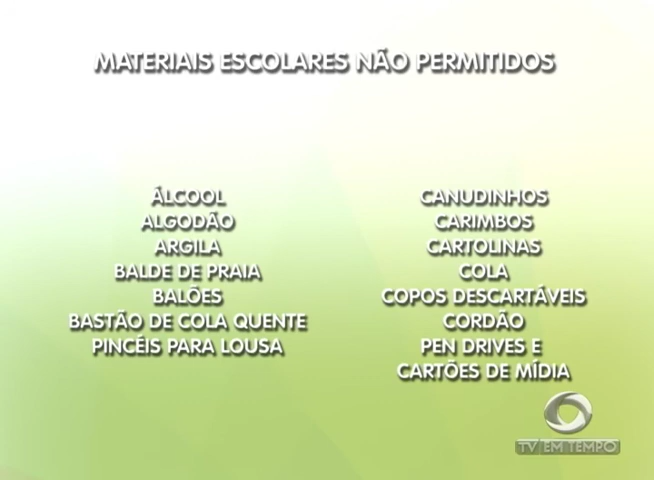 MATERIAIS ESCOLARES NÃO PERMITIDOS
ÁLCOOL
ALGODÃO
ARGILA
BALDE DE PRAIA
BALÕES
BASTÃO DE COLA QUENTE
PINCÉIS PARA LOUSA
CANUDINHOS
CARIMBOS
CARTOLINAS
COLA
COPOS DESCARTÁVEIS
CORDÃO
PEN DRIVES E
CARTÕES DE MÍDIA
TV EM TEMPO